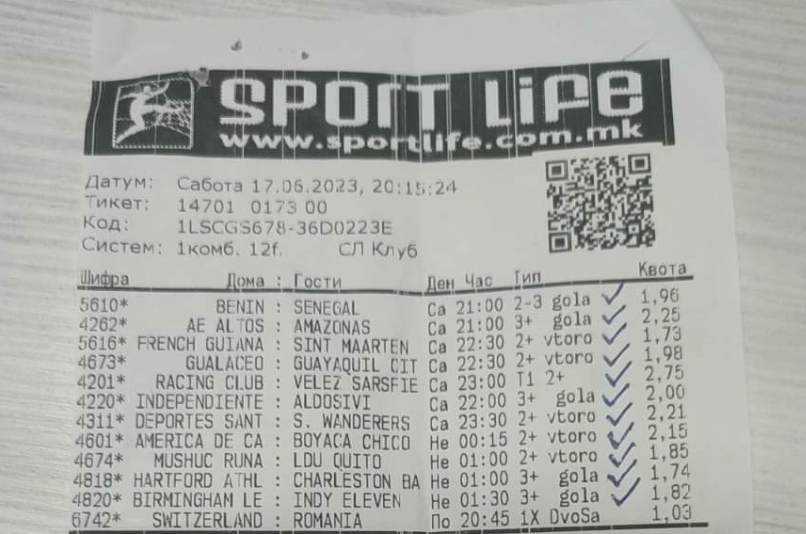 SPORT LIFE
www.sportlife.com.mk
Датум: Сабота 17.06.2023, 20:15:24
Тикет: 14701 0173 00
Код: 1LSCGS678-36D0223E
Систем: 1комб. 12f. СЛ Клуб
Шифра Дома : Гости Ден Час Тип Квота
5610* BENIN : SENEGAL Са 21:00 2-3 gola 1,96
4262* AE ALTOS : AMAZONAS Са 21:00 3+ gola 2,25
5616* FRENCH GUIANA : SINT MAARTEN Са 22:30 2+ vtoro 1,73
4673* GUALACEO : GUAYAQUIL CIT Са 22:30 2+ vtoro 1,98
4201* RACING CLUB : VELEZ SARSFIE Са 23:00 T1 2+ 2,75
4220* INDEPENDIENTE : ALDOSIVI Са 22:00 3+ gola 2,00
4311* DEPORTES SANT : S. WANDERERS Са 23:30 2+ vtoro 2,21
4601* AMERICA DE CA : BOYACA CHICO Не 00:15 2+ vtoro 2,15
4674* MUSHUC RUNA : LDU QUITO Не 01:00 2+ vtoro 1,85
4818* HARTFORD ATHL : CHARLESTON BA Не 01:00 3+ gola 1,74
4820* BIRMINGHAM LE : INDY ELEVEN Не 01:30 3+ gola 1,82
6742* SWITZERLAND : ROMANIA По 20:45 1X DvoSa 1,03